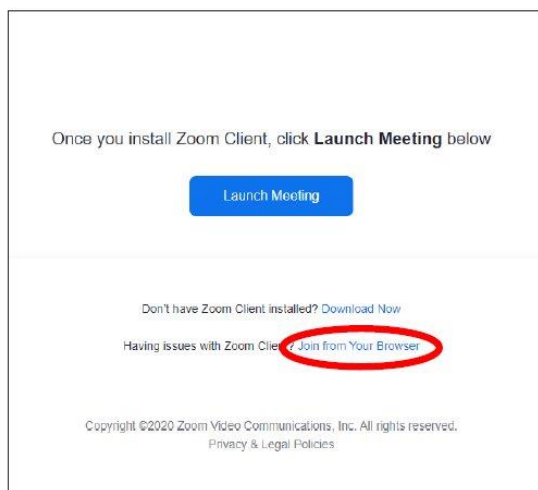 Once you install Zoom Client, click Launch Meeting below
Launch Meeting
Don't have Zoom Client installed? Download Now
Having issues with Zoom Client? Join from Your Browser
Copyright ©2020 Zoom Video Communications, Inc. All rights reserved.
Privacy & Legal Policies